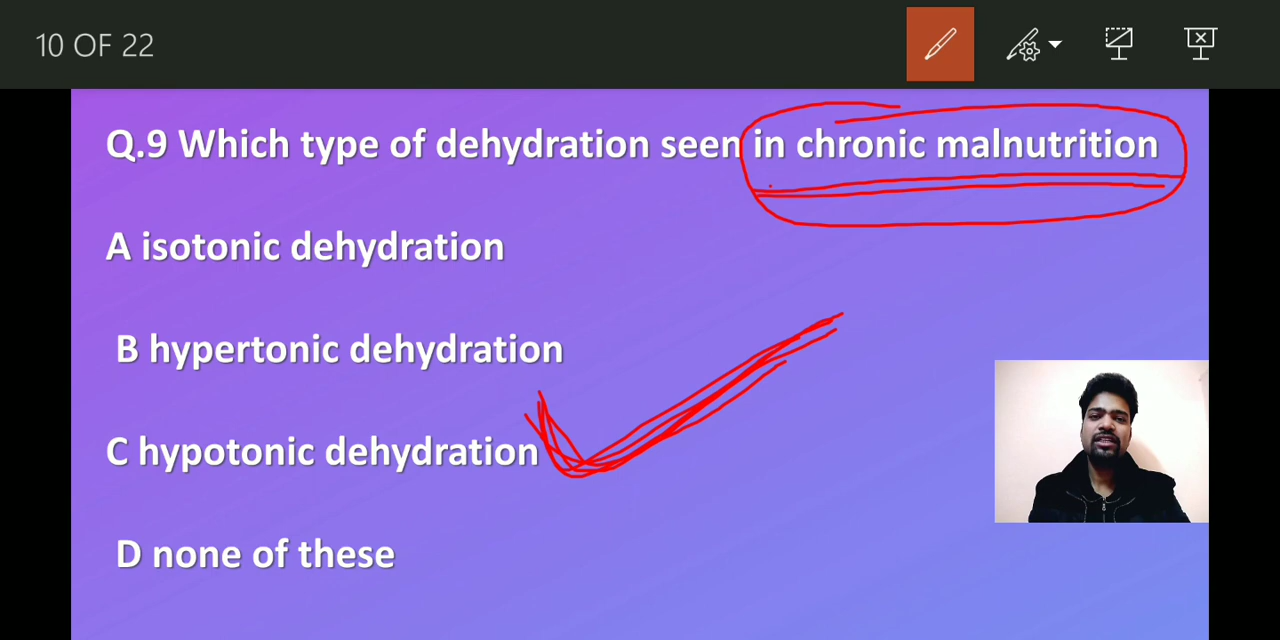 10 OF 22
Q.9 Which type of dehydration seen in chronic malnutrition
A isotonic dehydration
B hypertonic dehydration
C hypotonic dehydration
D none of these